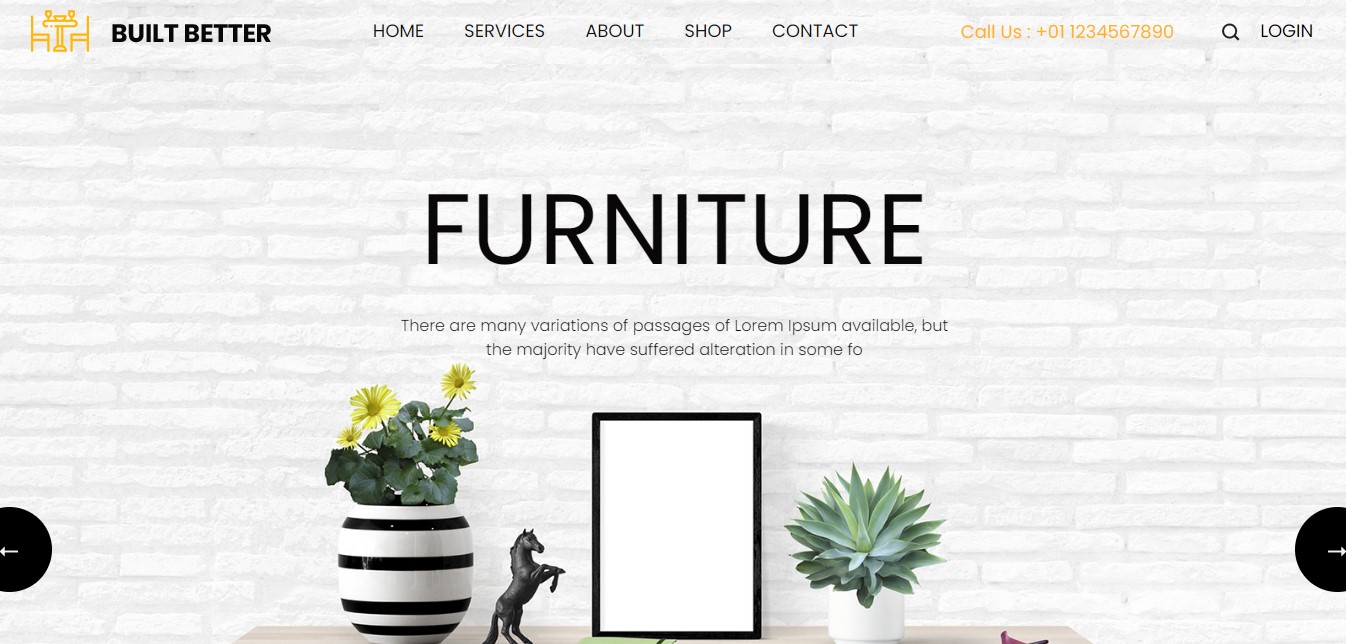 BUILT BETTER
HOME SERVICES ABOUT SHOP CONTACT
Call Us : +01 1234567890
LOGIN
FURNITURE
There are many variations of passages of Lorem Ipsum available, but
the majority have suffered alteration in some fo